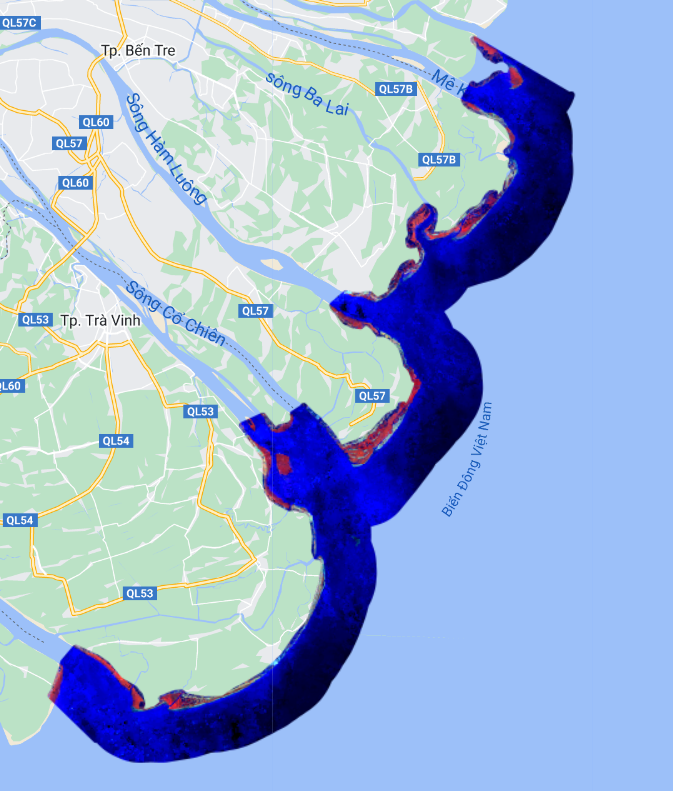 QL57C
Tp. Bến Tre
sông Ba Lai
Mê K
QL57B
Sông Hàm Luông
QL60
QL57
QL57B
QL60
Sông Cổ Chiên
QL57
QL53
Tp. Trà Vinh
QL60
QL57
QL53
Biển Đông Việt Nam
QL54
QL54
QL53